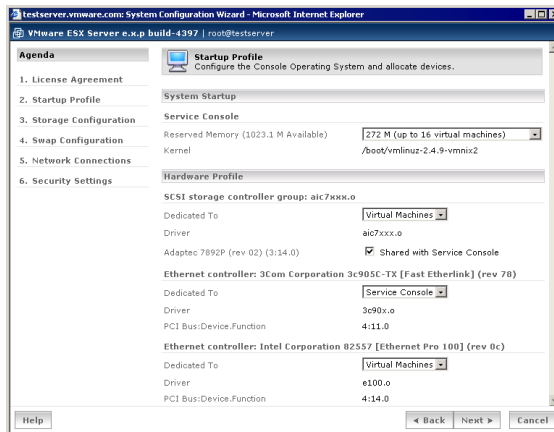 testserver.vmware.com: System Configuration Wizard - Microsoft Internet Explorer
VMware ESX Server e.x.p build-4397 | root@testserver
Agenda
1. License Agreement
2. Startup Profile
3. Storage Configuration
4. Swap Configuration
5. Network Connections
6. Security Settings
Startup Profile
Configure the Console Operating System and allocate devices.
System Startup
Service Console
Reserved Memory (1023.1 M Available) 272 M (up to 16 virtual machines)
Kernel /boot/vmlinuz-2.4.9-vmnix2
Hardware Profile
SCSI storage controller group: aic7xxx.o
Dedicated To Virtual Machines
Driver aic7xxx.o
Adaptec 7892P (rev 02) (3:14.0) Shared with Service Console
Ethernet controller: 3Com Corporation 3c905C-TX [Fast Etherlink] (rev 78)
Dedicated To Service Console
Driver 3c90x.o
PCI Bus:Device.Function 4:11.0
Ethernet controller: Intel Corporation 82557 [Ethernet Pro 100] (rev 0c)
Dedicated To Virtual Machines
Driver e100.o
PCI Bus:Device.Function 4:14.0
Help Back Next Cancel